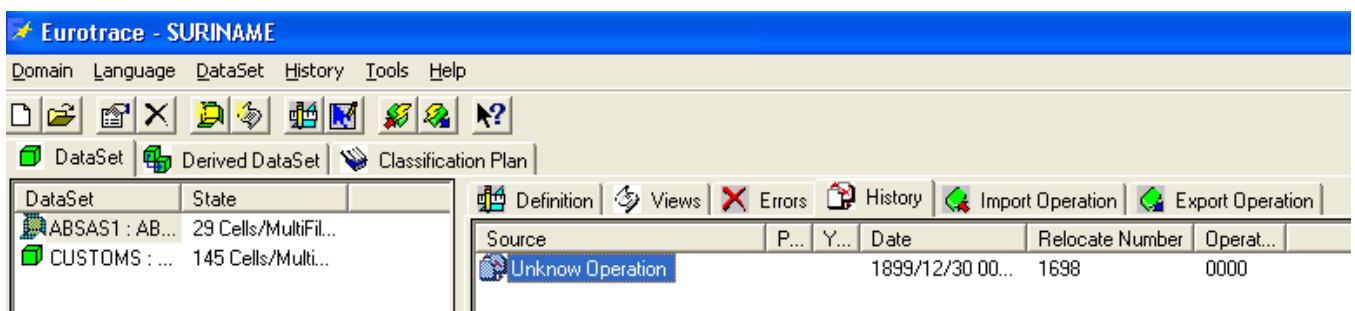 Eurotrace - SURINAME
Domain Language DataSet History Tools Help
DataSet Derived DataSet Classification Plan
DataSet State
ABSAS1 : AB... 29 Cells/MultiFil...
CUSTOMS : ... 145 Cells/Multi...
Definition Views Errors History Import Operation Export Operation
Source P... Y... Date Relocate Number Operat...
Unknow Operation 1899/12/30 00... 1698 0000